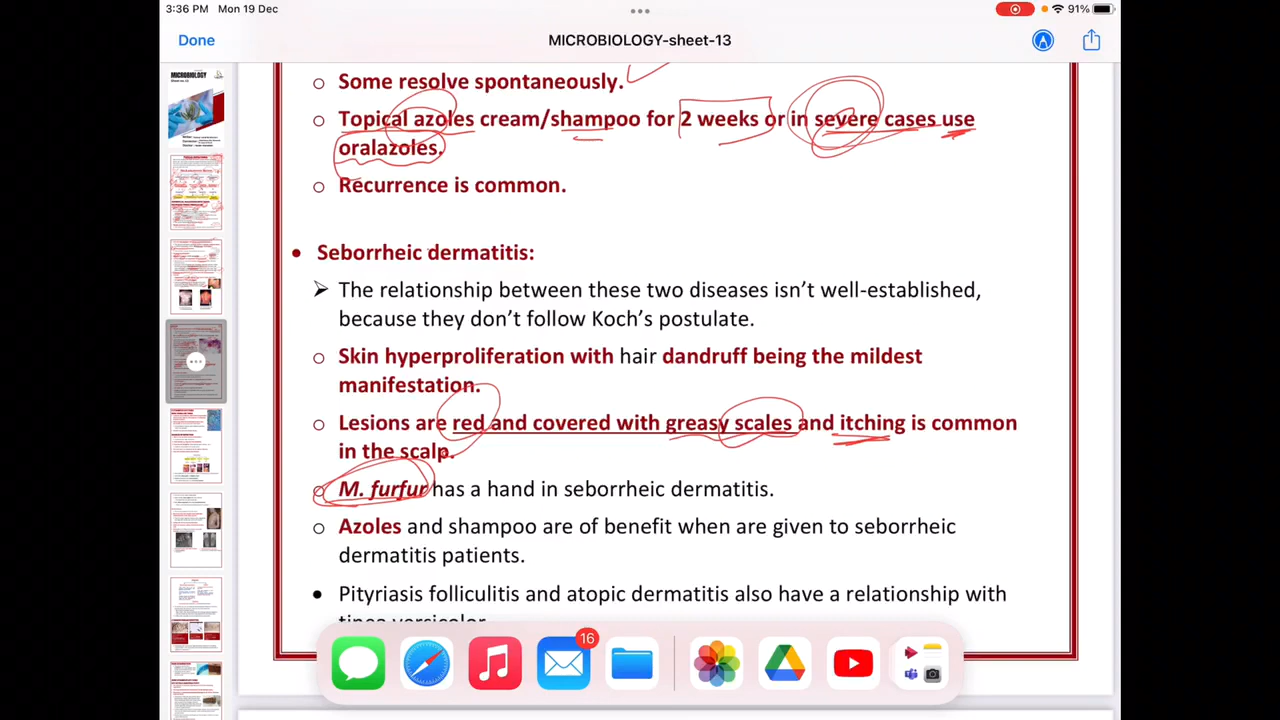 3:36 PM Mon 19 Dec
91%
Done
MICROBIOLOGY-sheet-13
MICROBIOLOGY
Some resolve spontaneously.
Topical azoles cream/shampoo for 2 weeks or in severe cases use
oralazoles.
Recurrence is common.
Seborrheic dermatitis:
The relationship between these two diseases isn’t well-established,
because they don’t follow Koch’s postulate.
Skin hyperproliferation with hair dandruff being the mildest
manifestation.
Lesions are red and covered with greasy scales and itching is common
in the scalp.
M. furfur has a hand in seborrheic dermatitis.
Azoles and shampo are of benefit when are given to seborrheic
dermatitis patients.
Pityriasis folliculitis and atopic dermatitis also have a relationship with
tinea versicolor
16